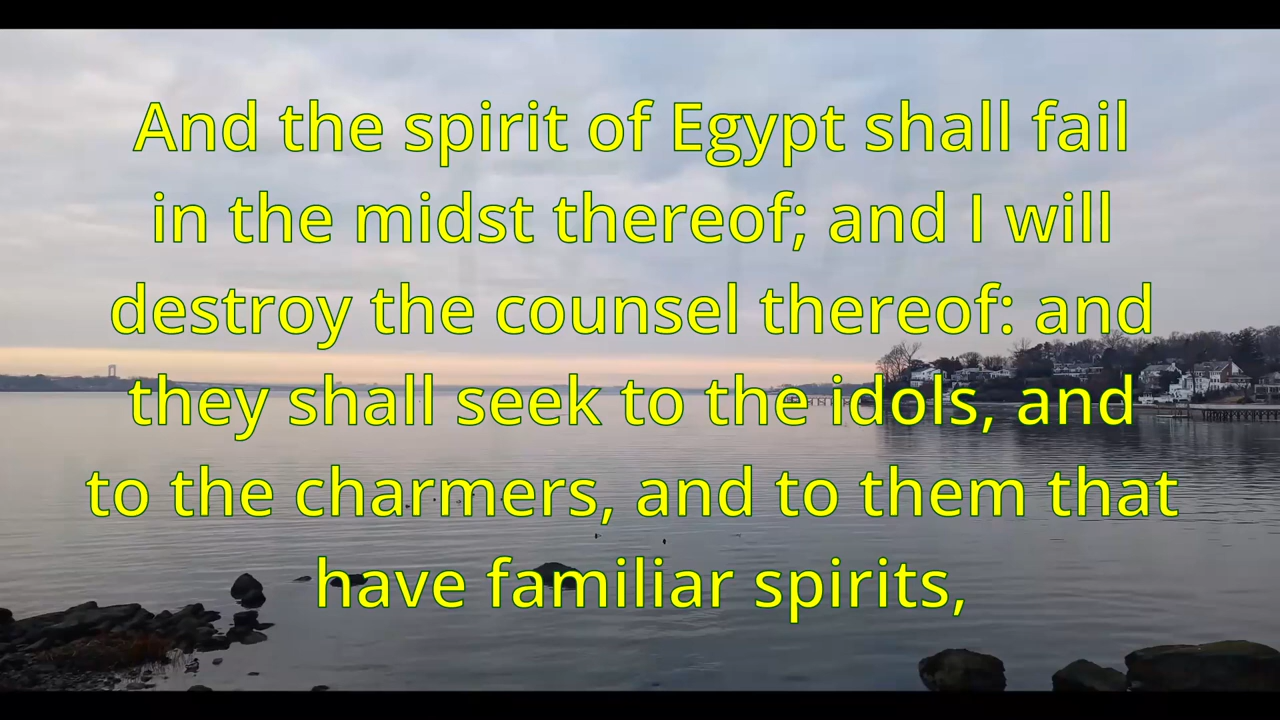 And the spirit of Egypt shall fail
in the midst thereof; and I will
destroy the counsel thereof: and
they shall seek to the idols, and
to the charmers, and to them that
have familiar spirits,